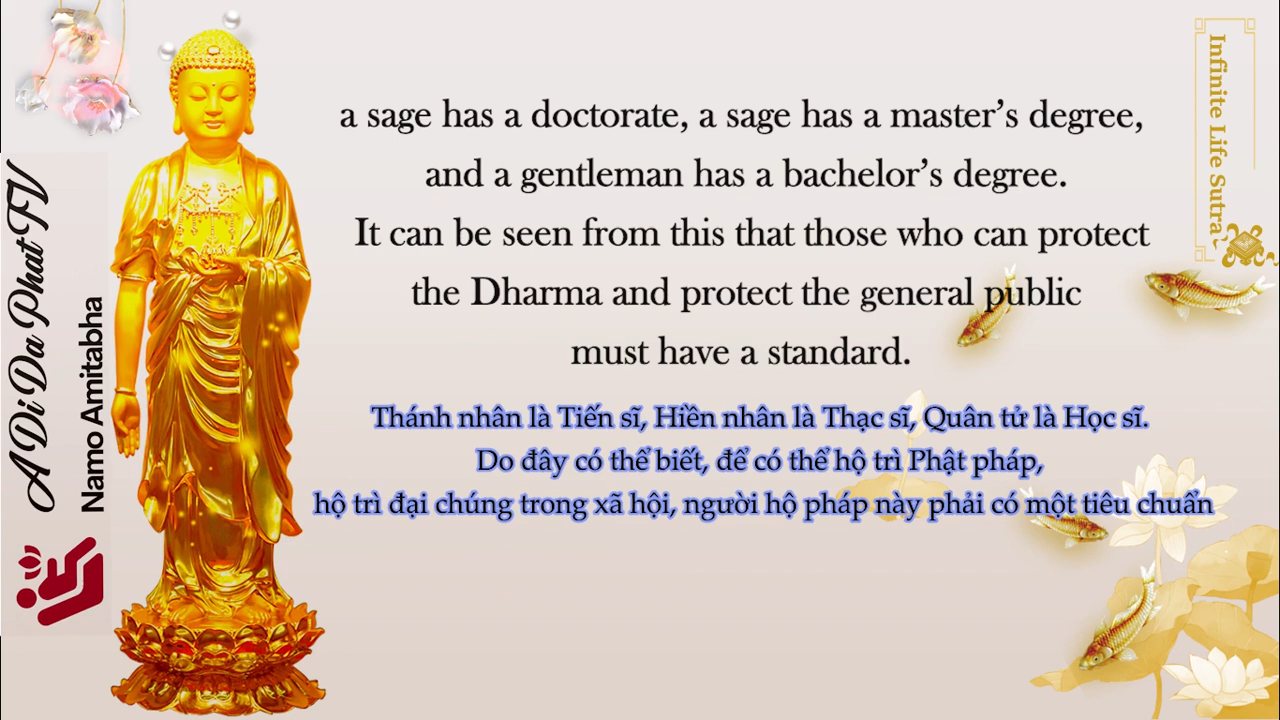 A Di Da Phat TV
Namo Amitabha
a sage has a doctorate, a sage has a master’s degree,
and a gentleman has a bachelor’s degree.
It can be seen from this that those who can protect
the Dharma and protect the general public
must have a standard.
Thánh nhân là Tiến sĩ, Hiền nhân là Thạc sĩ, Quân tử là Học sĩ.
Do đây có thể biết, để có thể hộ trì Phật pháp,
hộ trì đại chúng trong xã hội, người hộ pháp này phải có một tiêu chuẩn
Infinite Life Sutra